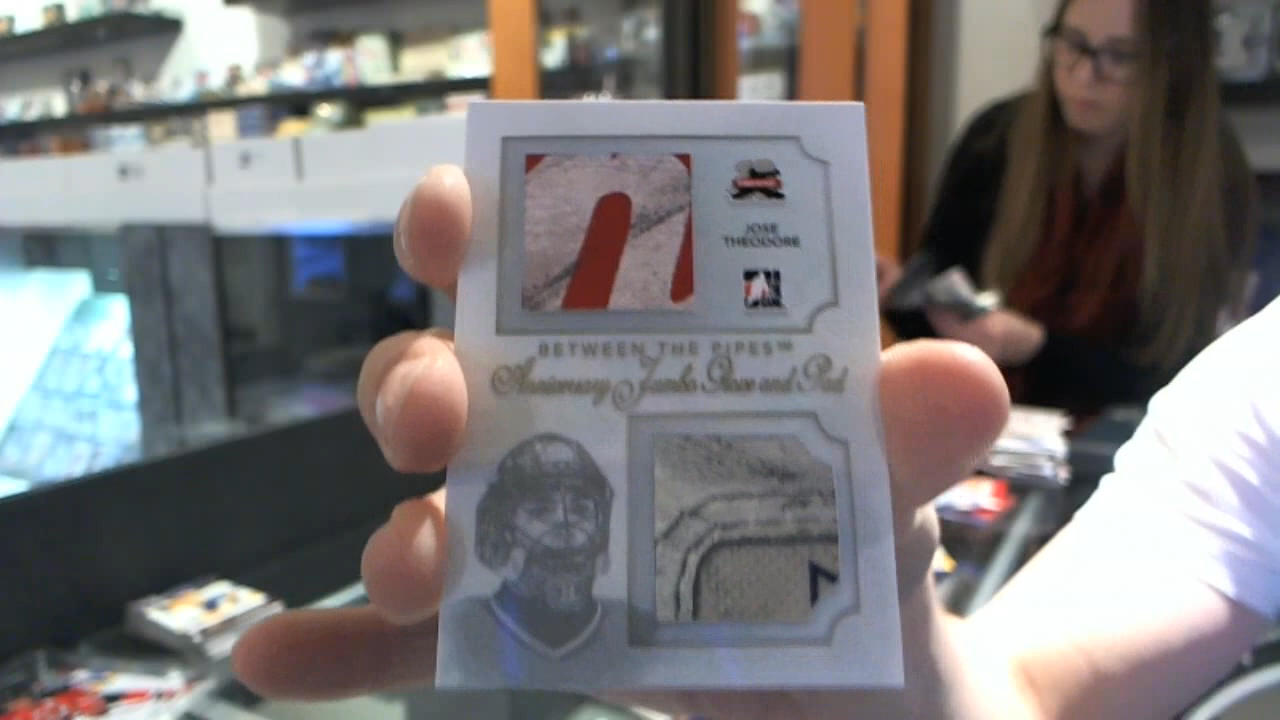 JOSE
THEODORE
BETWEEN THE PIPES™
Anniversary Jumbo Glove and Pad